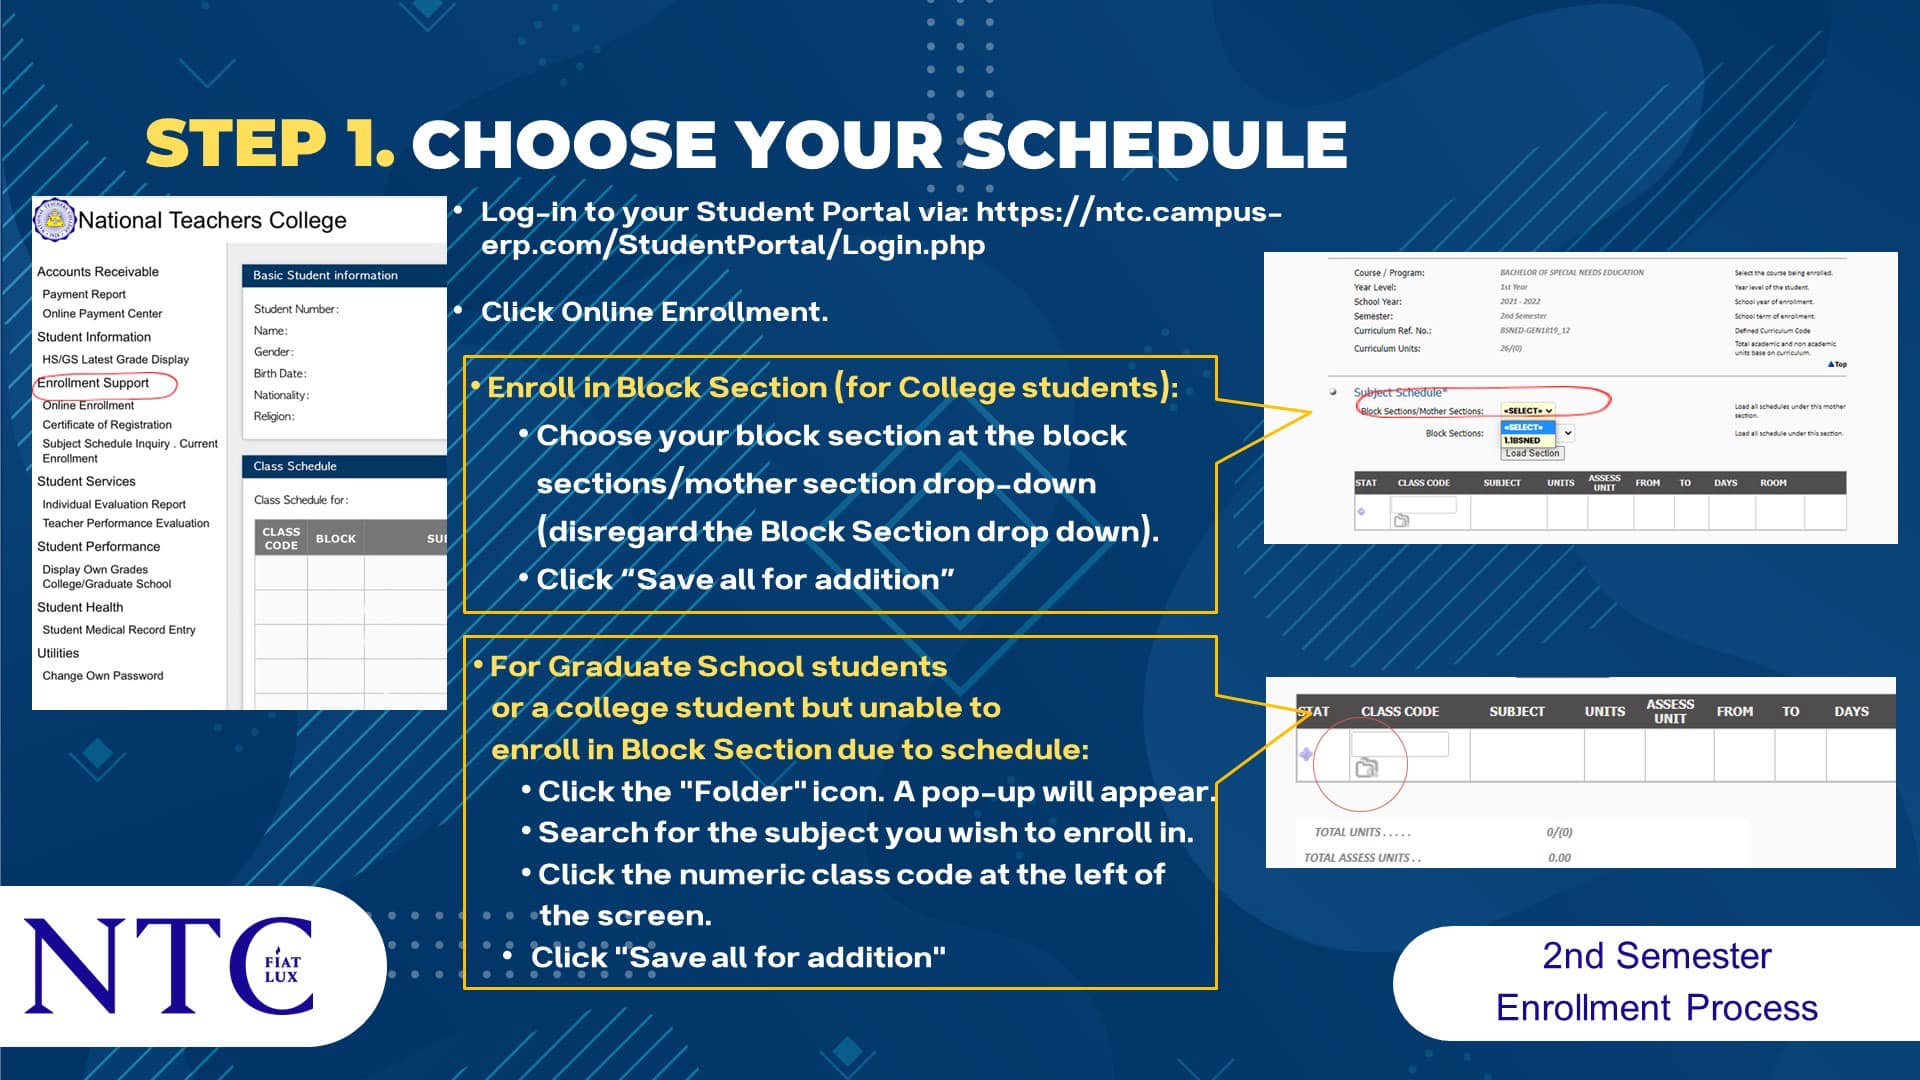 STEP 1. CHOOSE YOUR SCHEDULE
National Teachers College
Accounts Receivable
Payment Report
Online Payment Center
Student Information
HS/GS Latest Grade Display
Enrollment Support
Online Enrollment
Certificate of Registration
Subject Schedule Inquiry . Current
Enrollment
Student Services
Individual Evaluation Report
Teacher Performance Evaluation
Student Performance
Display Own Grades
College/Graduate School
Student Health
Student Medical Record Entry
Utilities
Change Own Password
Basic Student information
Student Number:
Name:
Gender:
Birth Date:
Nationality:
Religion:
Class Schedule
Class Schedule for:
CLASS CODE BLOCK SU
• Log-in to your Student Portal via: https://ntc.campus-
erp.com/StudentPortal/Login.php
• Click Online Enrollment.
• Enroll in Block Section (for College students):
• Choose your block section at the block
sections/mother section drop-down
(disregard the Block Section drop down).
• Click “Save all for addition”
• For Graduate School students
or a college student but unable to
enroll in Block Section due to schedule:
• Click the "Folder" icon. A pop-up will appear.
• Search for the subject you wish to enroll in.
• Click the numeric class code at the left of
the screen.
• Click "Save all for addition"
Course / Program: BACHELOR OF SPECIAL NEEDS EDUCATION Select the course being enrolled.
Year Level: 1st Year Year level of the student.
School Year: 2021 - 2022 School year of enrollment.
Semester: 2nd Semester School term of enrollment.
Curriculum Ref. No.: BSNED-GEN1819_12 Defined Curriculum Code
Curriculum Units: 26/(0) Total academic and non academic
units base on curriculum.
▲Top
Subject Schedule*
Block Sections/Mother Sections: «SELECT» Load all schedules under this mother
section.
«SELECT»
Block Sections: Load all schedule under this section.
1.1BSNED
Load Section
STAT CLASS CODE SUBJECT UNITS ASSESS UNIT FROM TO DAYS ROOM
STAT CLASS CODE SUBJECT UNITS ASSESS UNIT FROM TO DAYS
TOTAL UNITS . . . . . 0/(0)
TOTAL ASSESS UNITS . . 0.00
NTC
FIAT
LUX
2nd Semester
Enrollment Process